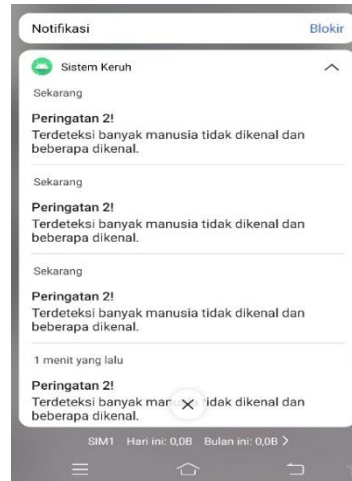 Notifikasi Blokir
Sistem Keruh
Sekarang
Peringatan 2!
Terdeteksi banyak manusia tidak dikenal dan
beberapa dikenal.
Sekarang
Peringatan 2!
Terdeteksi banyak manusia tidak dikenal dan
beberapa dikenal.
Sekarang
Peringatan 2!
Terdeteksi banyak manusia tidak dikenal dan
beberapa dikenal.
1 menit yang lalu
Peringatan 2!
Terdeteksi banyak tidak dikenal dan
beberapa dikenal.
SIM1 Hari ini: 0,0B Bulan ini: 0,0B >